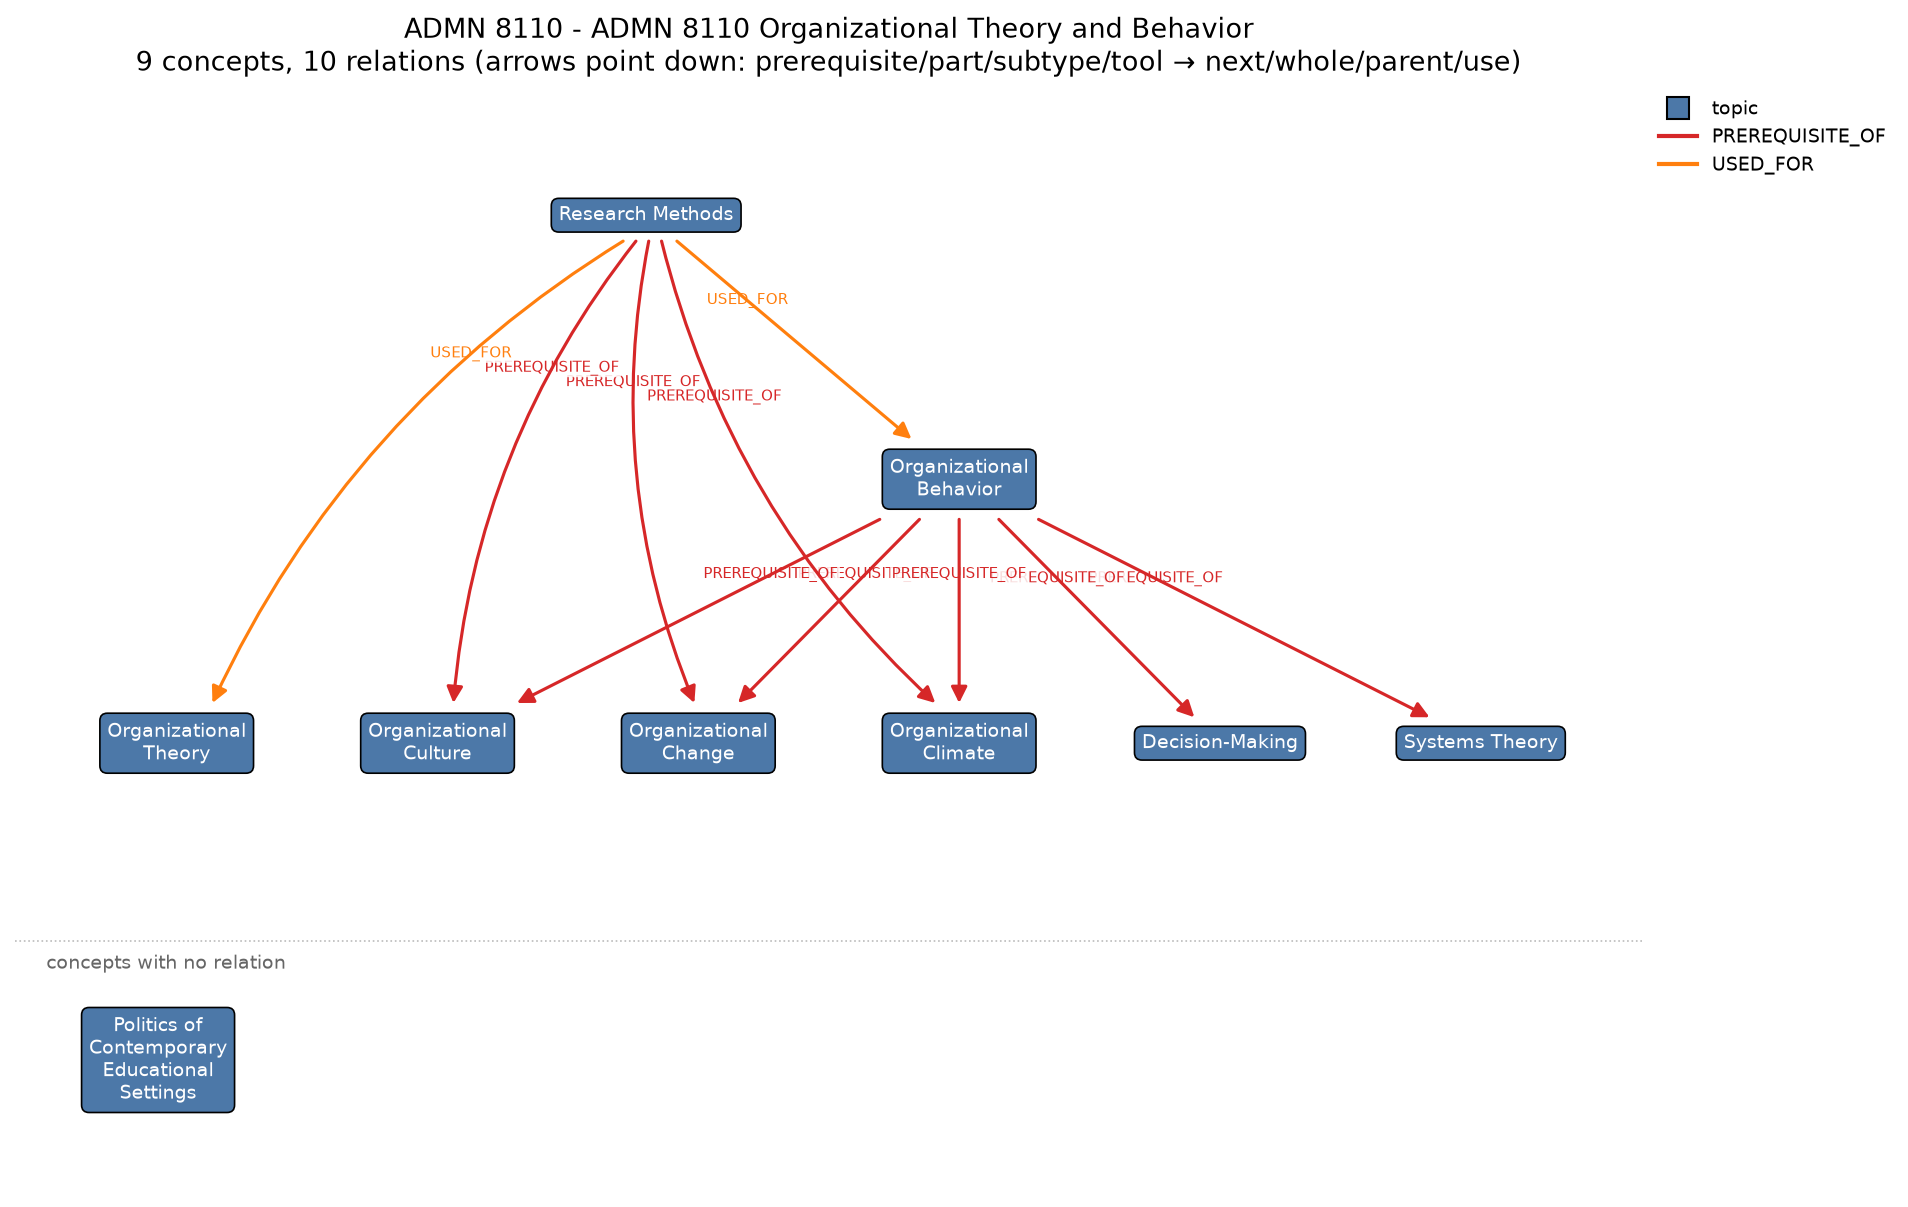 ADMN 8110 - ADMN 8110 Organizational Theory and Behavior
9 concepts, 10 relations (arrows point down: prerequisite/part/subtype/tool → next/whole/parent/use)
topic
PREREQUISITE_OF
USED_FOR
Research Methods
USED_FOR
USED_FOR
PREREQUISITE_OF
PREREQUISITE_OF
PREREQUISITE_OF
Organizational
Behavior
PREREQUISITE_OF
PREREQUISITE_OF
Organizational
Theory
Organizational
Culture
Organizational
Change
Organizational
Climate
Decision-Making
Systems Theory
concepts with no relation
Politics of
Contemporary
Educational
Settings